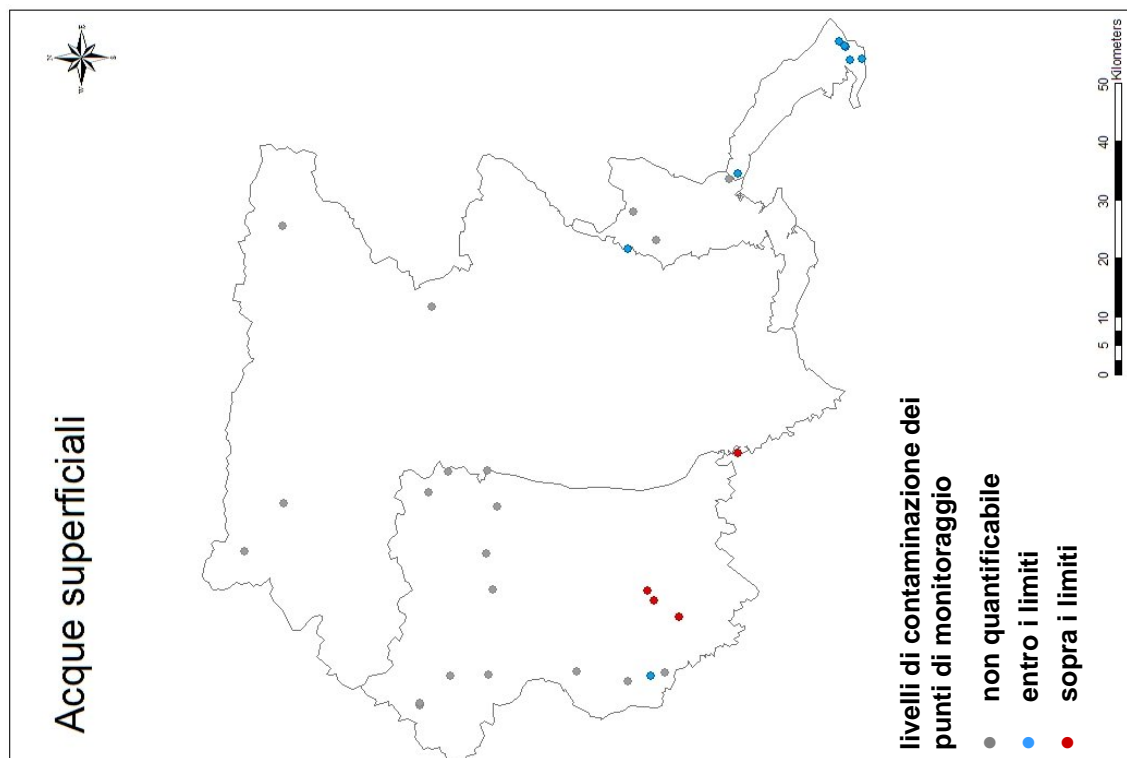 Acque superficiali
N
E
S
W
livelli di contaminazione dei
punti di monitoraggio
non quantificabile
entro i limiti
sopra i limiti
0 5 10 20 30 40 50
Kilometers